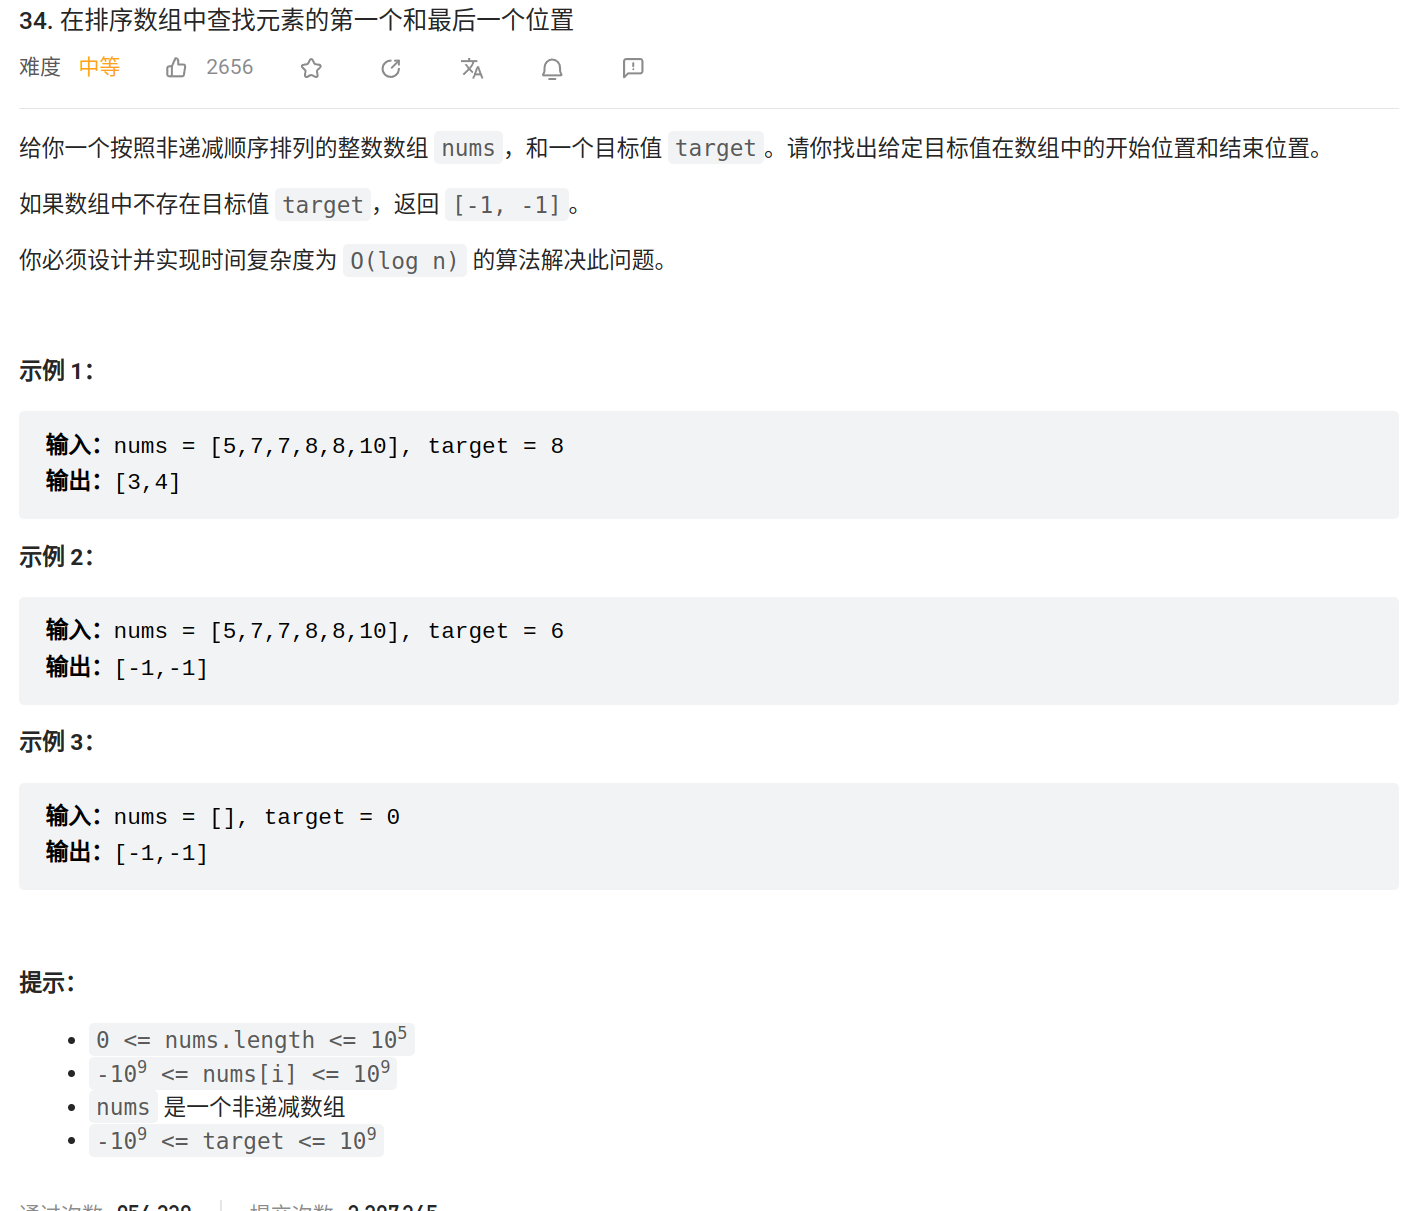 34. 在排序数组中查找元素的第一个和最后一个位置
难度 中等 2656
给你一个按照非递减顺序排列的整数数组 nums，和一个目标值 target。请你找出给定目标值在数组中的开始位置和结束位置。
如果数组中不存在目标值 target，返回 [-1, -1]。
你必须设计并实现时间复杂度为 O(log n) 的算法解决此问题。
示例 1：
输入：nums = [5,7,7,8,8,10], target = 8
输出：[3,4]
示例 2：
输入：nums = [5,7,7,8,8,10], target = 6
输出：[-1,-1]
示例 3：
输入：nums = [], target = 0
输出：[-1,-1]
提示：
0 <= nums.length <= 10⁵
-10⁹ <= nums[i] <= 10⁹
nums 是一个非递减数组
-10⁹ <= target <= 10⁹
通过次数 提交次数